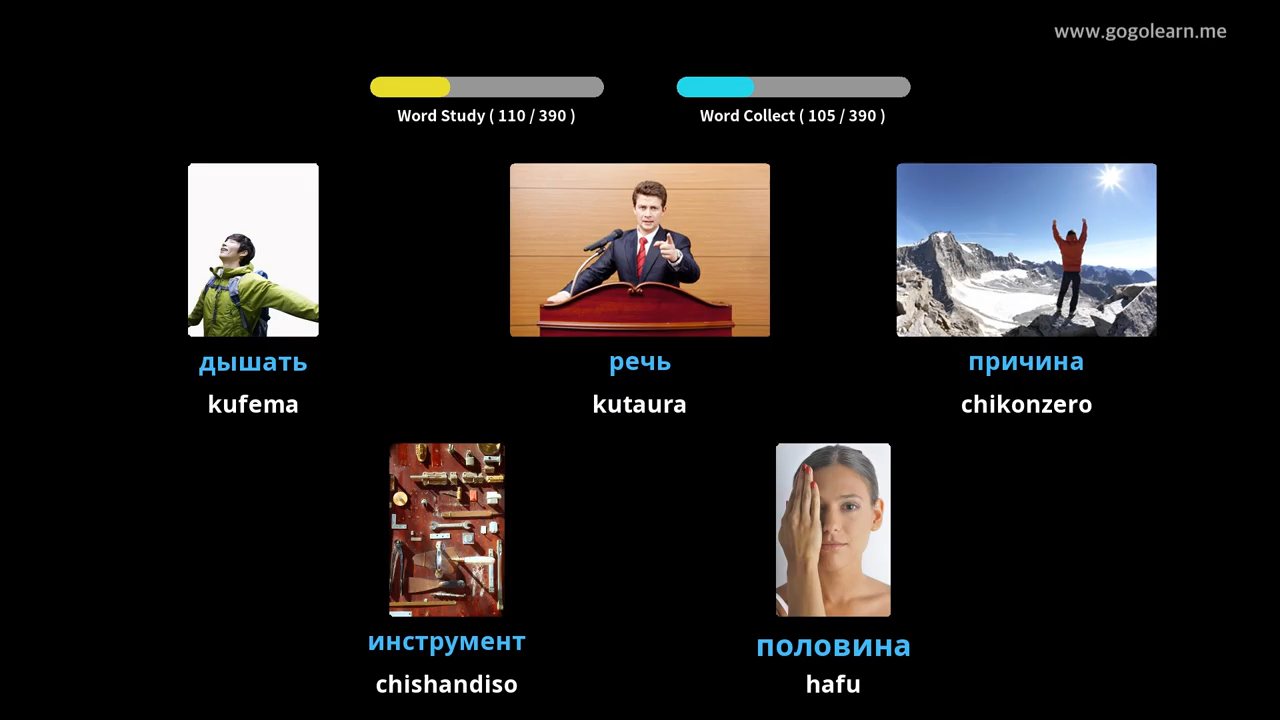 www.gogolearn.me
Word Study ( 110 / 390 )
Word Collect ( 105 / 390 )
дышать
kufema
речь
kutaura
причина
chikonzero
инструмент
chishandiso
половина
hafu